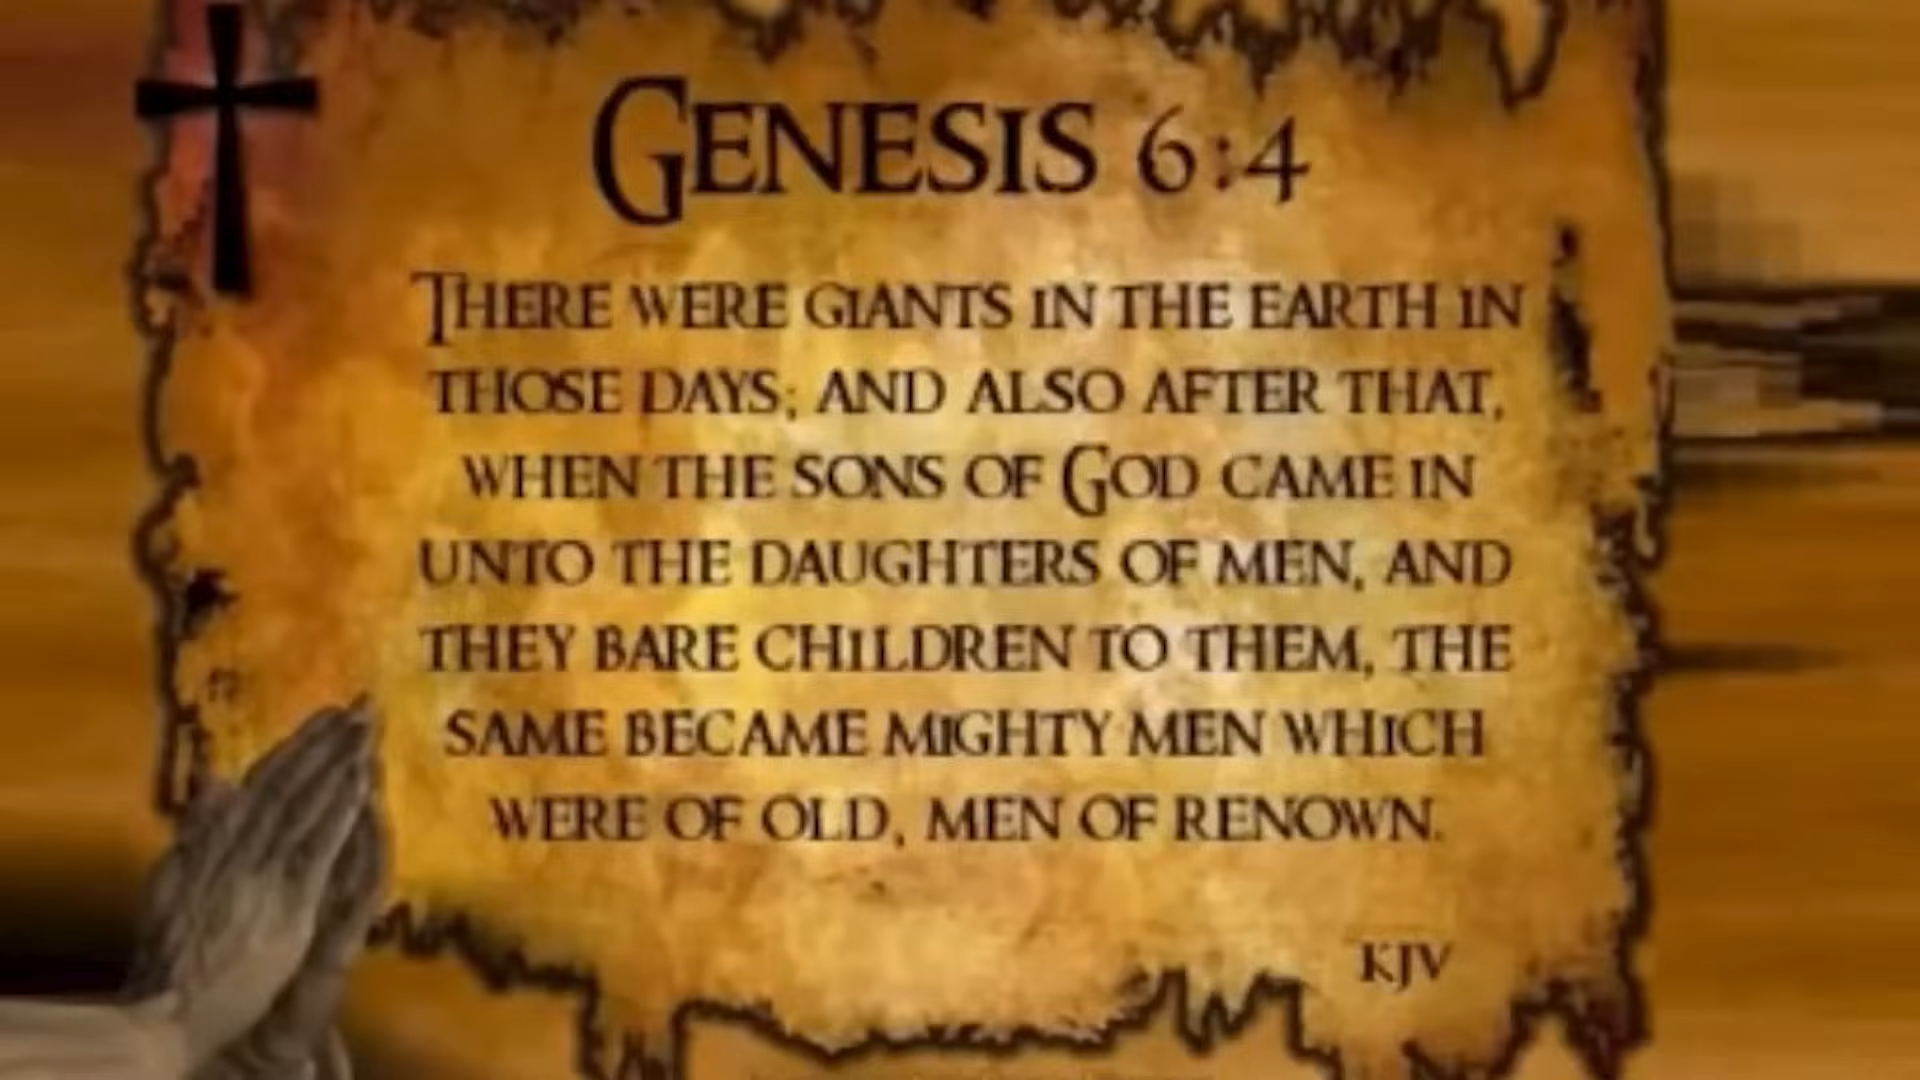 GENESIS 6:4
THERE WERE GIANTS IN THE EARTH IN
THOSE DAYS; AND ALSO AFTER THAT,
WHEN THE SONS OF GOD CAME IN
UNTO THE DAUGHTERS OF MEN, AND
THEY BARE CHILDREN TO THEM, THE
SAME BECAME MIGHTY MEN WHICH
WERE OF OLD, MEN OF RENOWN.
KJV